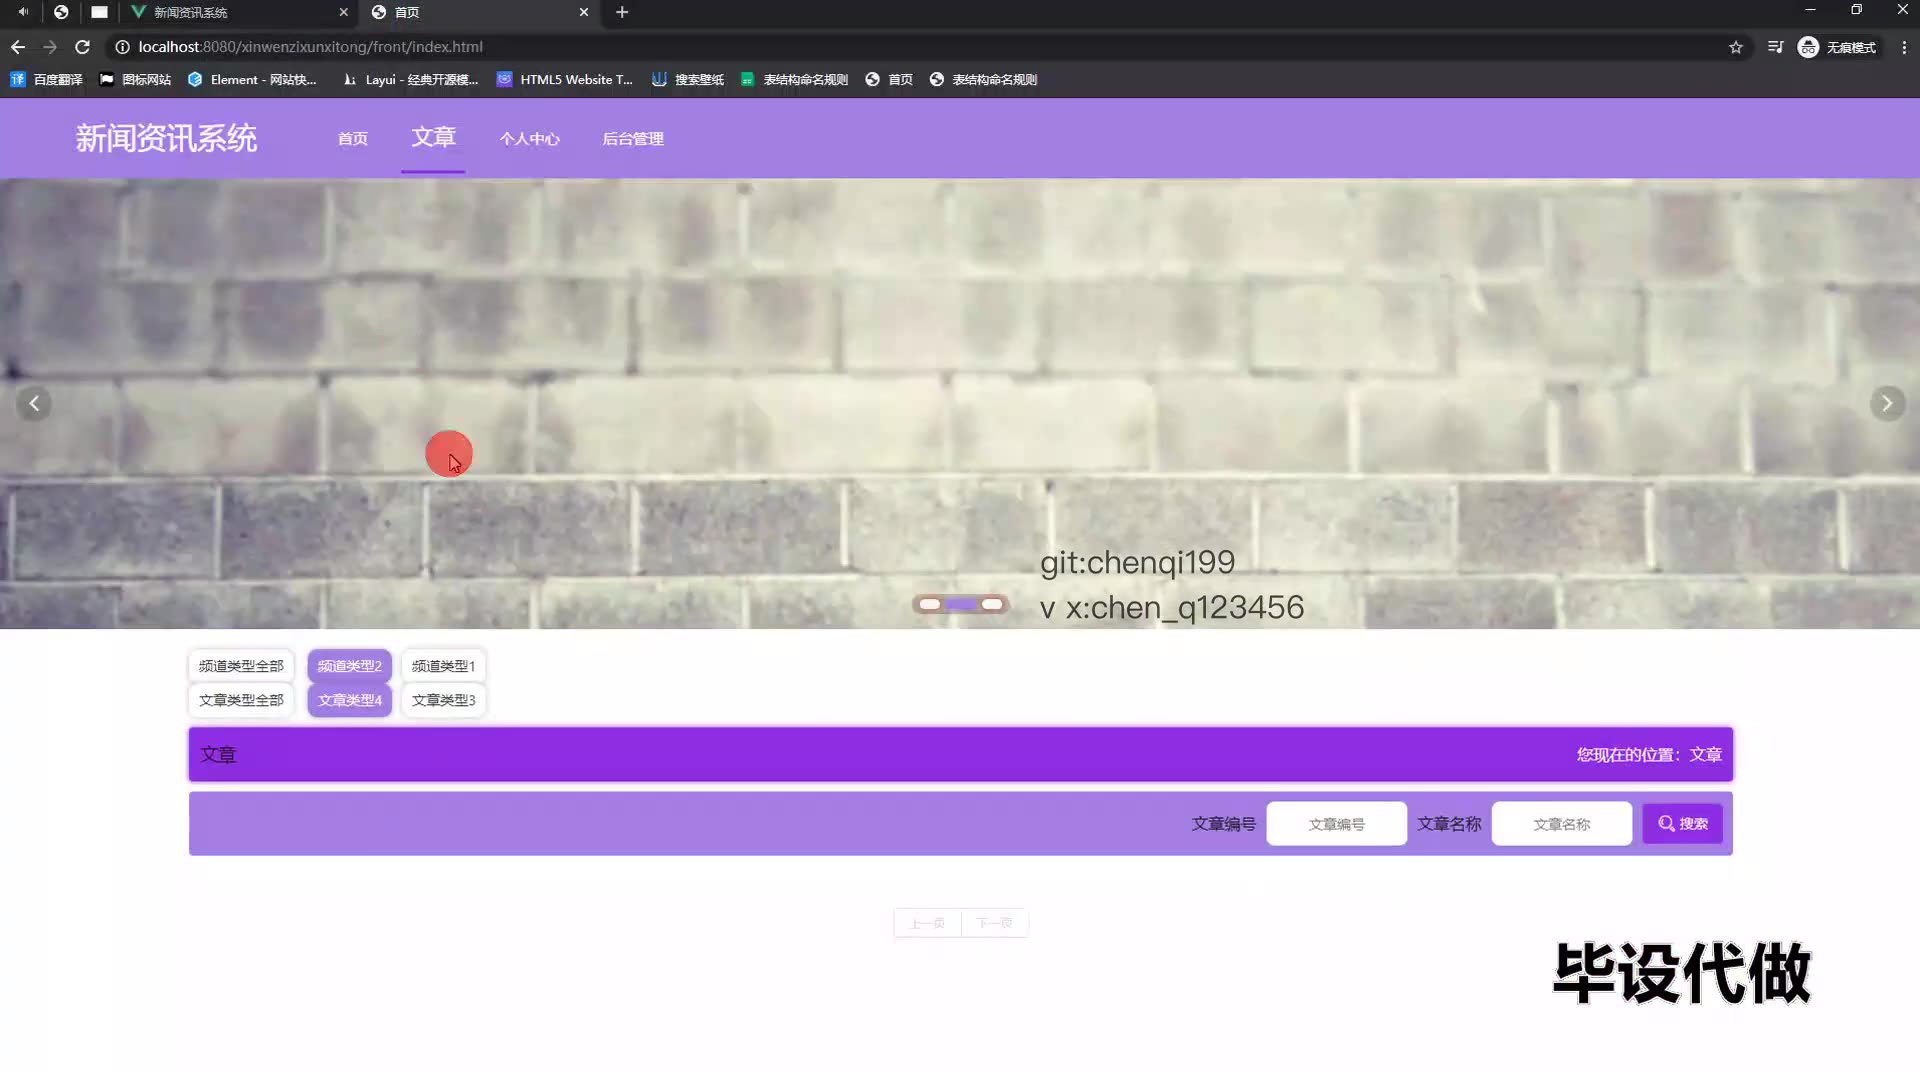 新闻资讯系统
首页
localhost:8080/xinwenzixunxitong/front/index.html
无痕模式
百度翻译
图标网站
Element - 网站快...
Layui - 经典开源模...
HTML5 Website T...
搜索壁纸
表结构命名规则
首页
表结构命名规则
新闻资讯系统
首页
文章
个人中心
后台管理
git:chenqi199
v x:chen_q123456
频道类型全部 频道类型2 频道类型1
文章类型全部 文章类型4 文章类型3
文章
您现在的位置：文章
文章编号 文章编号 文章名称 文章名称 搜索
上一页 下一页
毕设代做